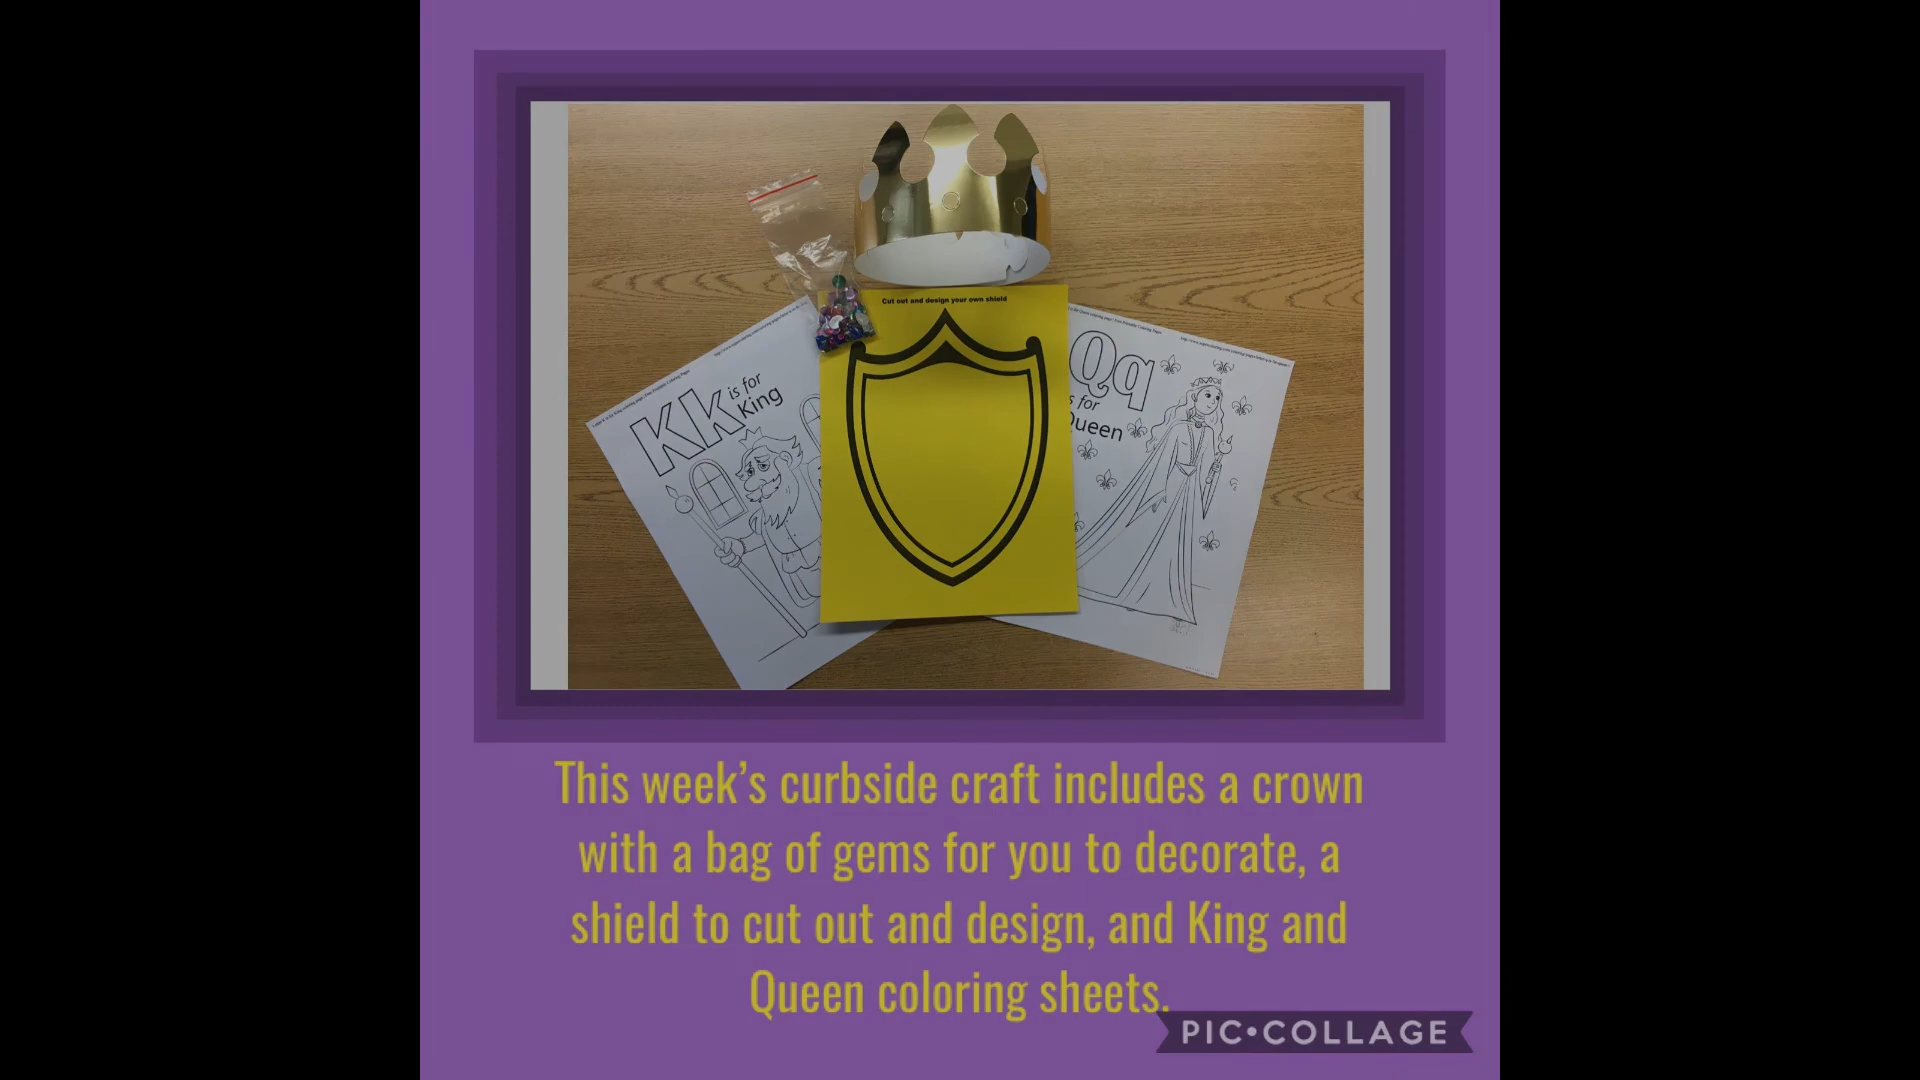 Cut out and design your own shield
Kk is for
King
Qq
is for
Queen
This week's curbside craft includes a crown
with a bag of gems for you to decorate, a
shield to cut out and design, and King and
Queen coloring sheets.
PIC•COLLAGE